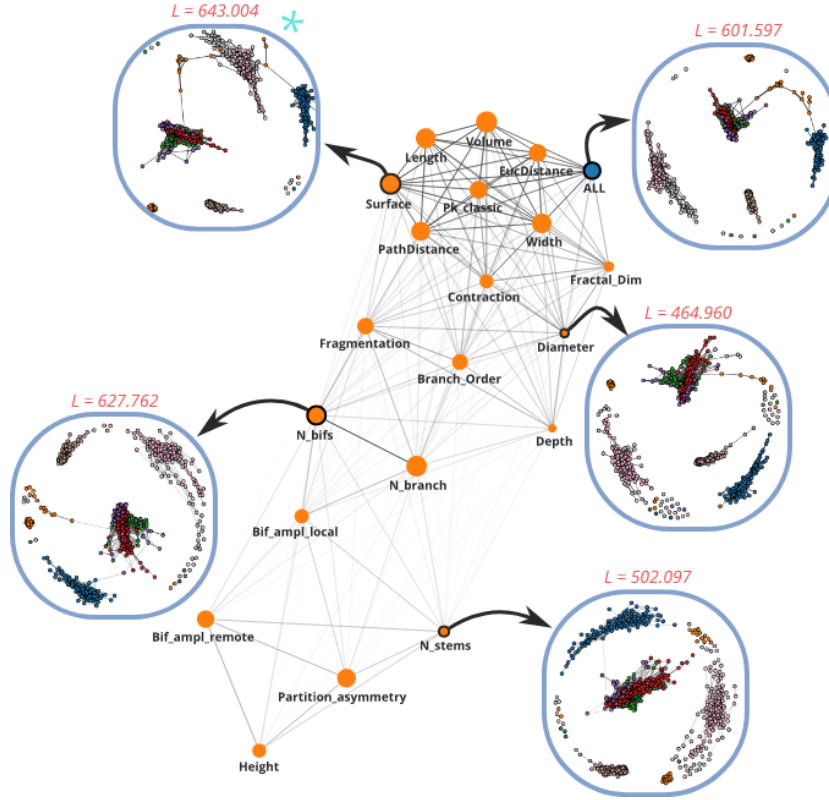 L = 643.004
*
L = 601.597
Volume
Length
EucDistance
ALL
Pk_classic
Surface
Width
PathDistance
Fractal_Dim
Contraction
L = 464.960
Fragmentation
Diameter
Branch_Order
L = 627.762
N_bifs
Depth
N_branch
Bif_ampl_local
L = 502.097
Bif_ampl_remote
N_stems
Partition_asymmetry
Height